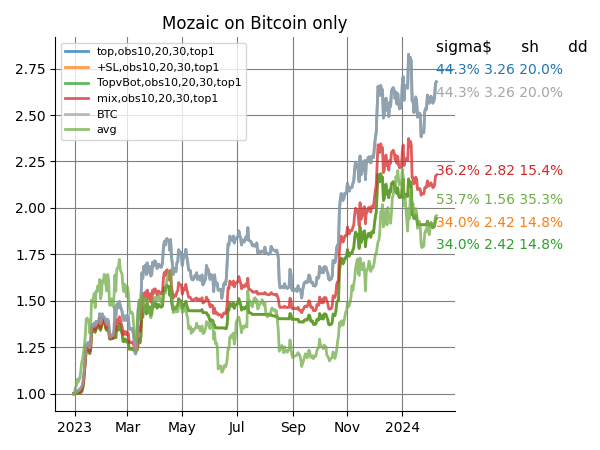 Mozaic on Bitcoin only
sigma$ sh dd
top,obs10,20,30,top1
+SL,obs10,20,30,top1
TopvBot,obs10,20,30,top1
mix,obs10,20,30,top1
BTC
avg
44.3% 3.26 20.0%
44.3% 3.26 20.0%
36.2% 2.82 15.4%
53.7% 1.56 35.3%
34.0% 2.42 14.8%
34.0% 2.42 14.8%
2.75
2.50
2.25
2.00
1.75
1.50
1.25
1.00
2023 Mar May Jul Sep Nov 2024